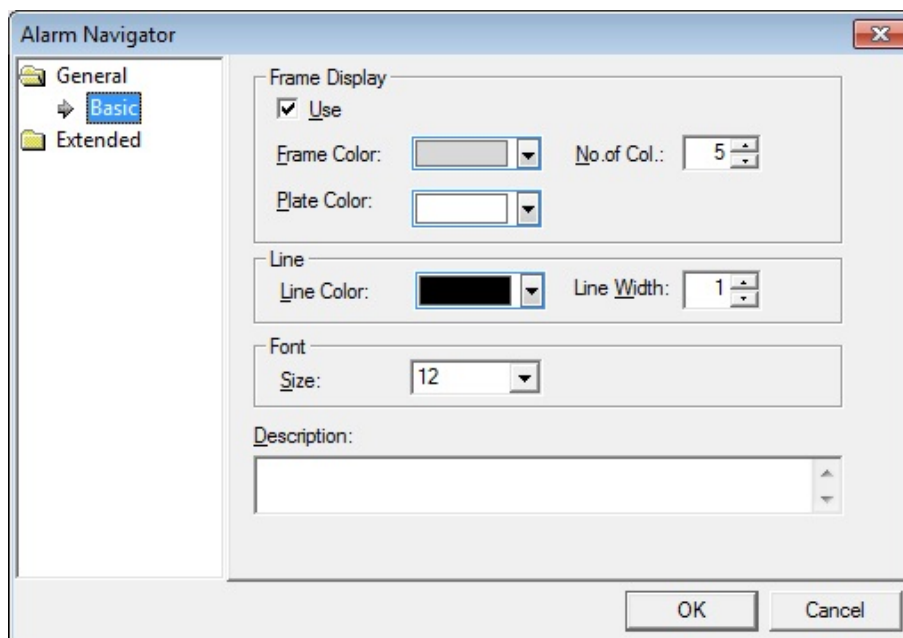 Alarm Navigator
General
Basic
Extended
Frame Display
Use
Frame Color:
No.of Col.: 5
Plate Color:
Line
Line Color:
Line Width: 1
Font
Size: 12
Description:
OK
Cancel